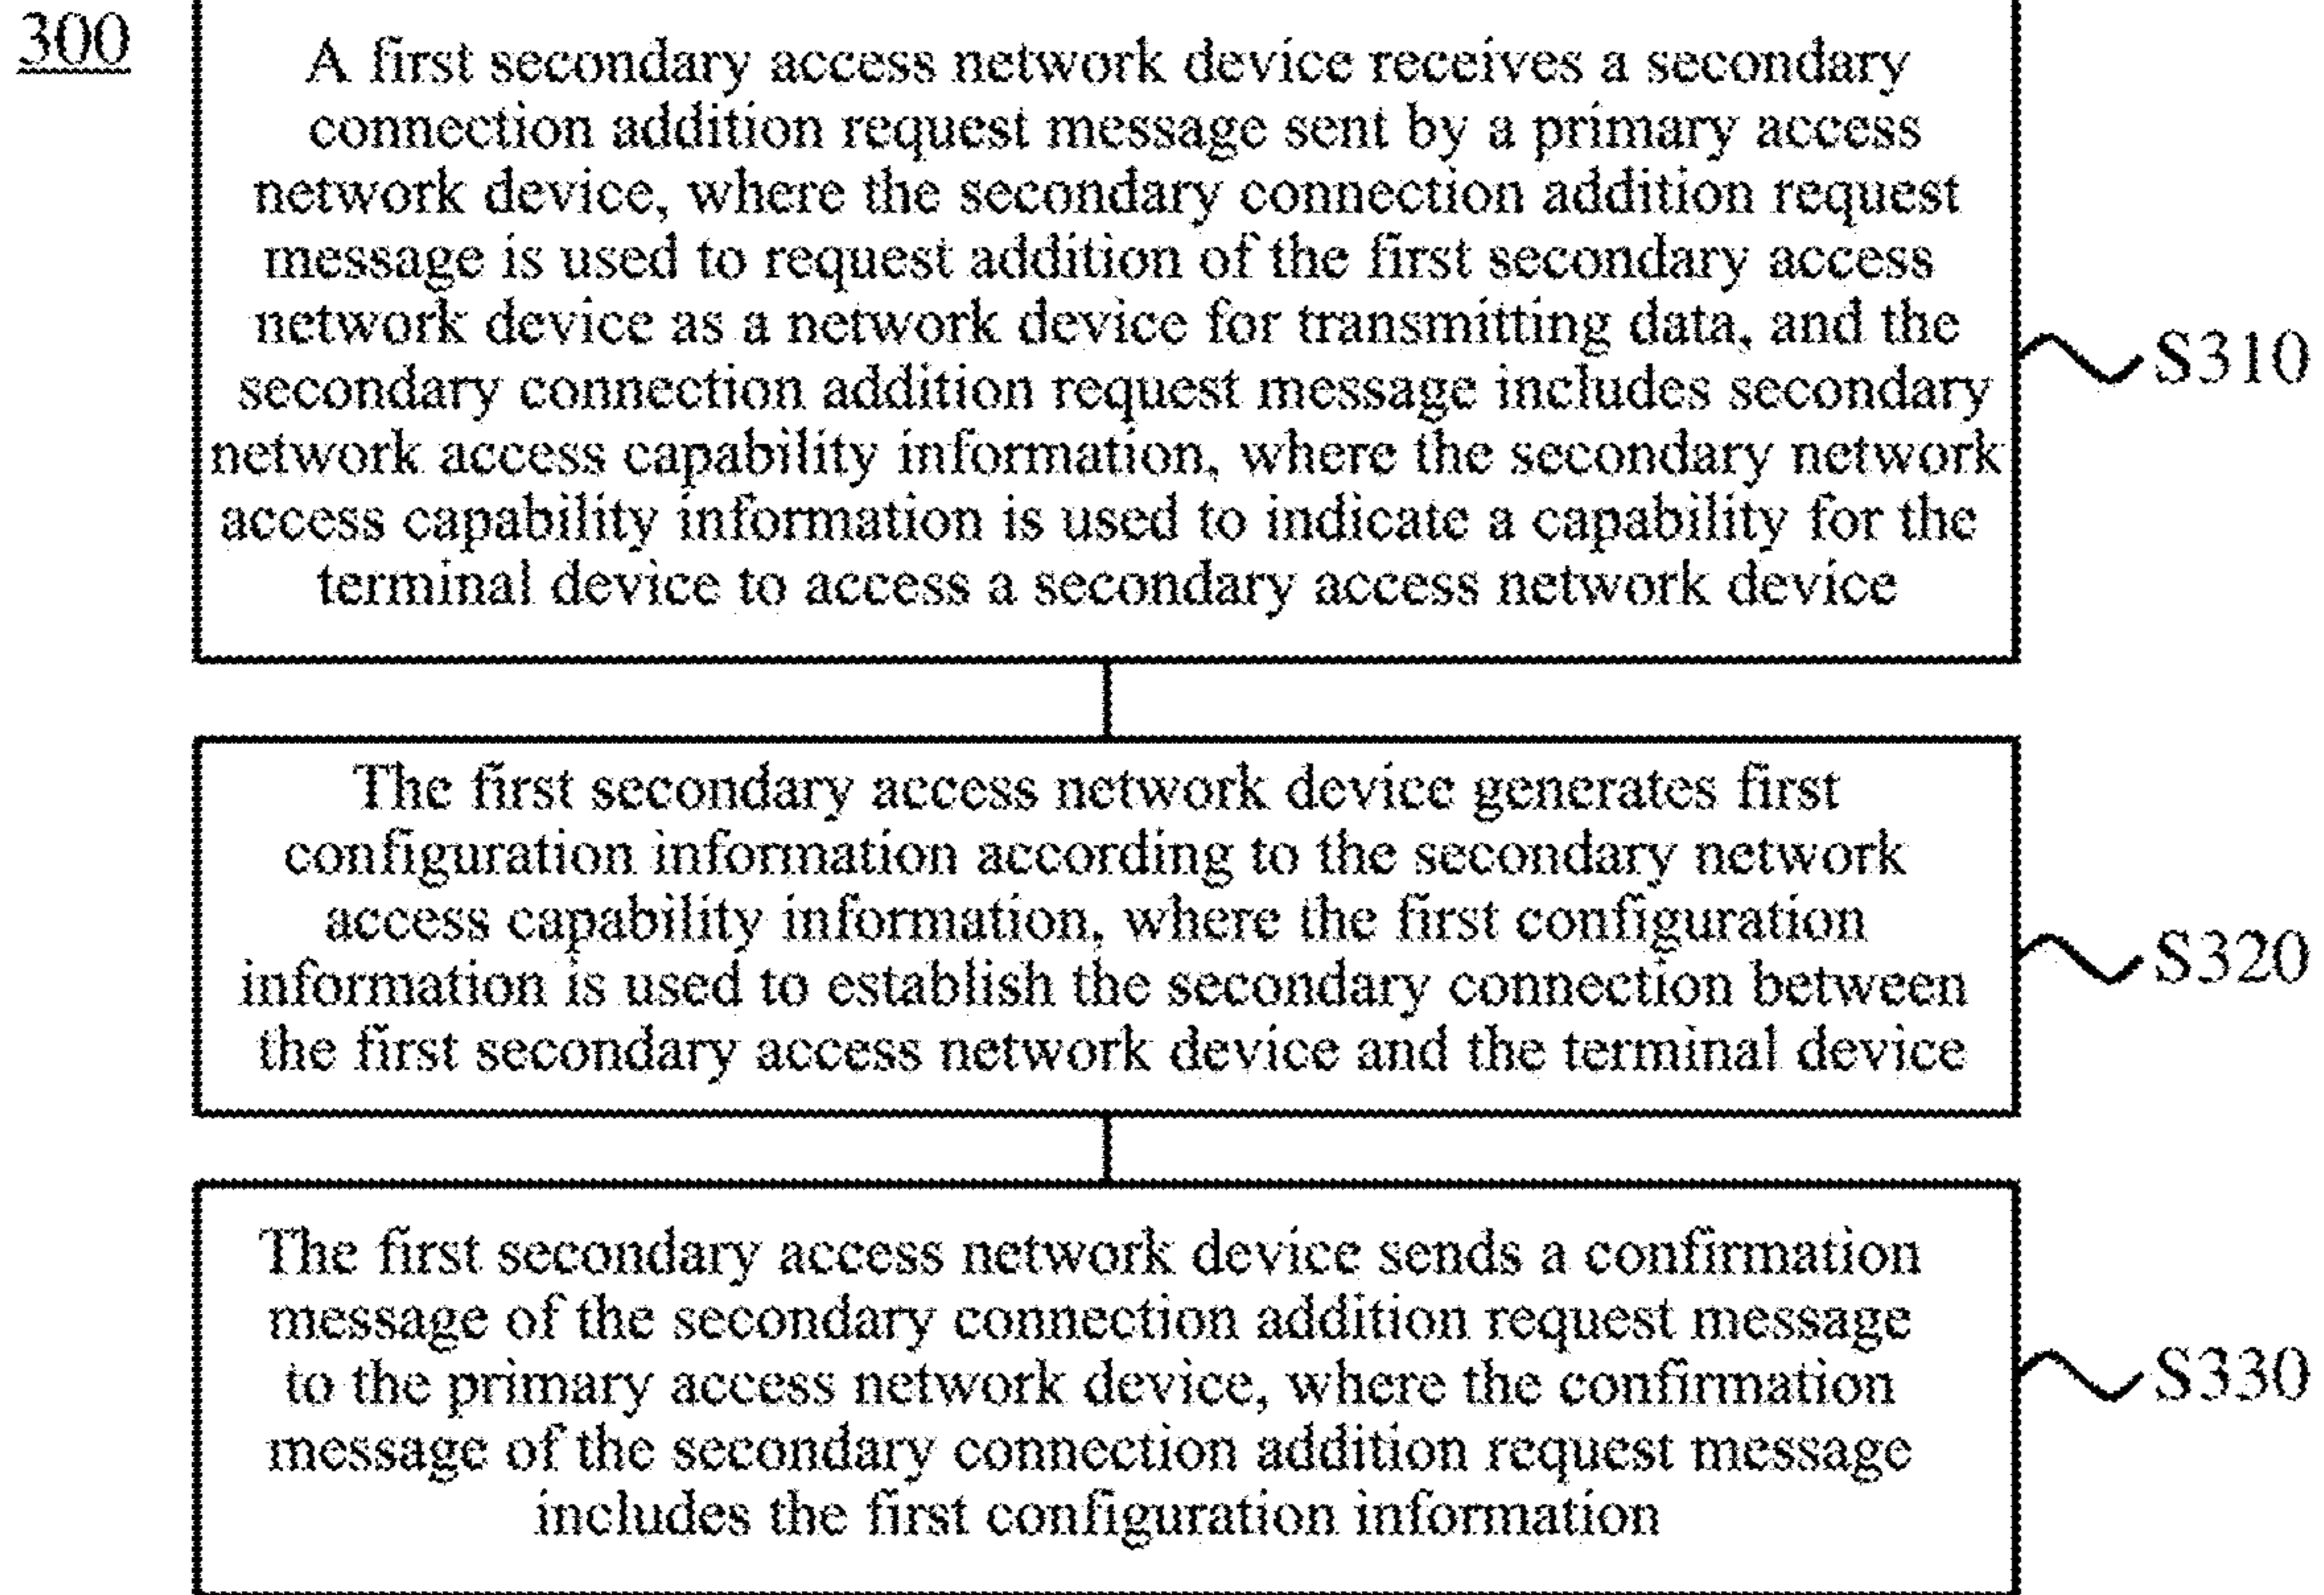 300
A first secondary access network device receives a secondary
connection addition request message sent by a primary access
network device, where the secondary connection addition request
message is used to request addition of the first secondary access
network device as a network device for transmitting data, and the
secondary connection addition request message includes secondary
network access capability information, where the secondary network
access capability information is used to indicate a capability for the
terminal device to access a secondary access network device
S310
The first secondary access network device generates first
configuration information according to the secondary network
access capability information, where the first configuration
information is used to establish the secondary connection between
the first secondary access network device and the terminal device
S320
The first secondary access network device sends a confirmation
message of the secondary connection addition request message
to the primary access network device, where the confirmation
message of the secondary connection addition request message
includes the first configuration information
S330